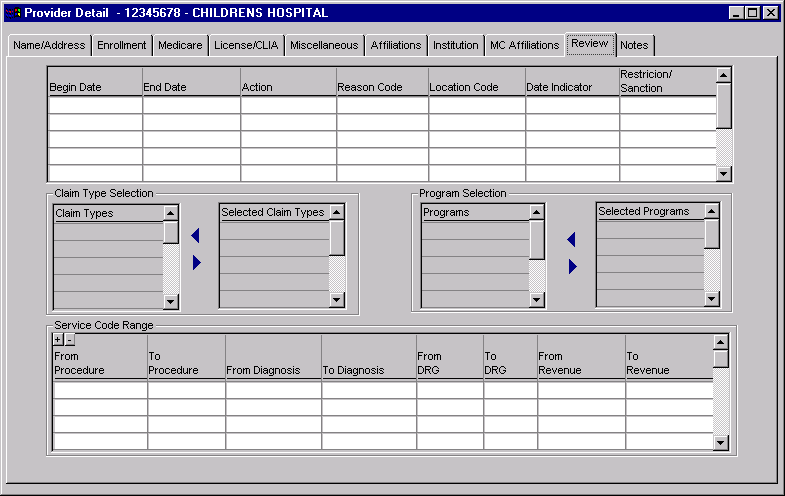 Provider Detail - 12345678 - CHILDRENS HOSPITAL
Name/Address Enrollment Medicare License/CLIA Miscellaneous Affiliations Institution MC Affiliations Review Notes
Begin Date End Date Action Reason Code Location Code Date Indicator Restricion/
Sanction
Claim Type Selection
Claim Types Selected Claim Types
Program Selection
Programs Selected Programs
Service Code Range
+ -
From To From To From To
Procedure Procedure From Diagnosis To Diagnosis DRG DRG Revenue Revenue